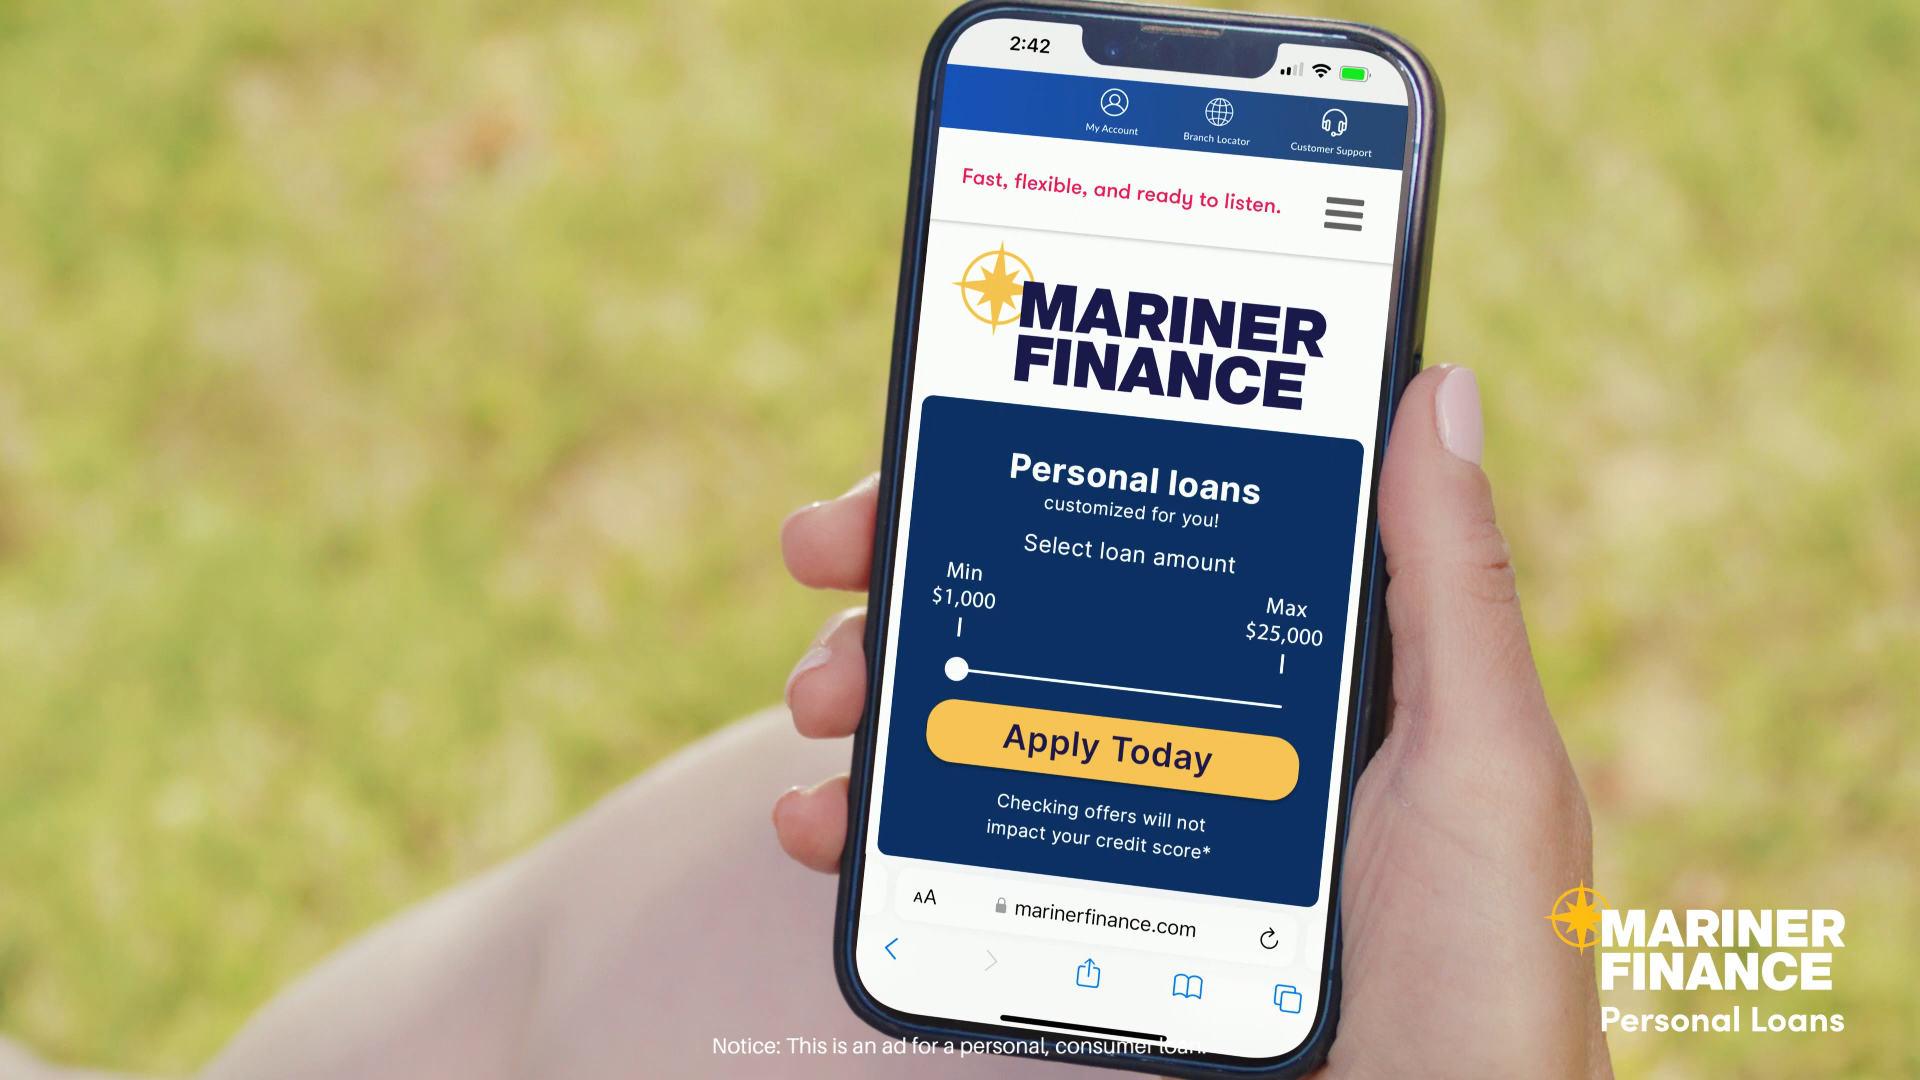 2:42
My Account
Branch Locator
Customer Support
Fast, flexible, and ready to listen.
MARINER
FINANCE
Personal loans
customized for you!
Select loan amount
Min
$1,000
Max
$25,000
Apply Today
Checking offers will not
impact your credit score*
AA
marinerfinance.com
MARINER
FINANCE
Personal Loans
Notice: This is an ad for a personal, consumer loan.